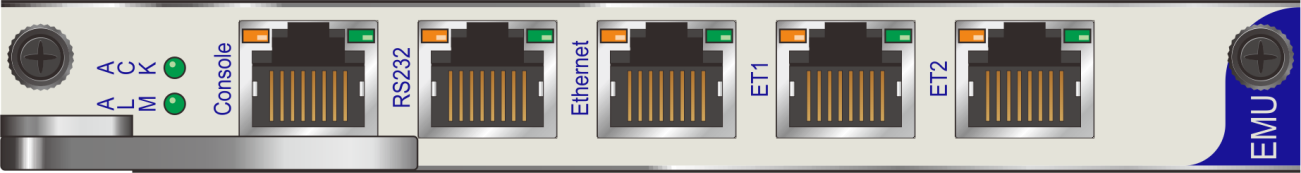 ACK
ALM
Console
RS232
Ethernet
ET1
ET2
EMU